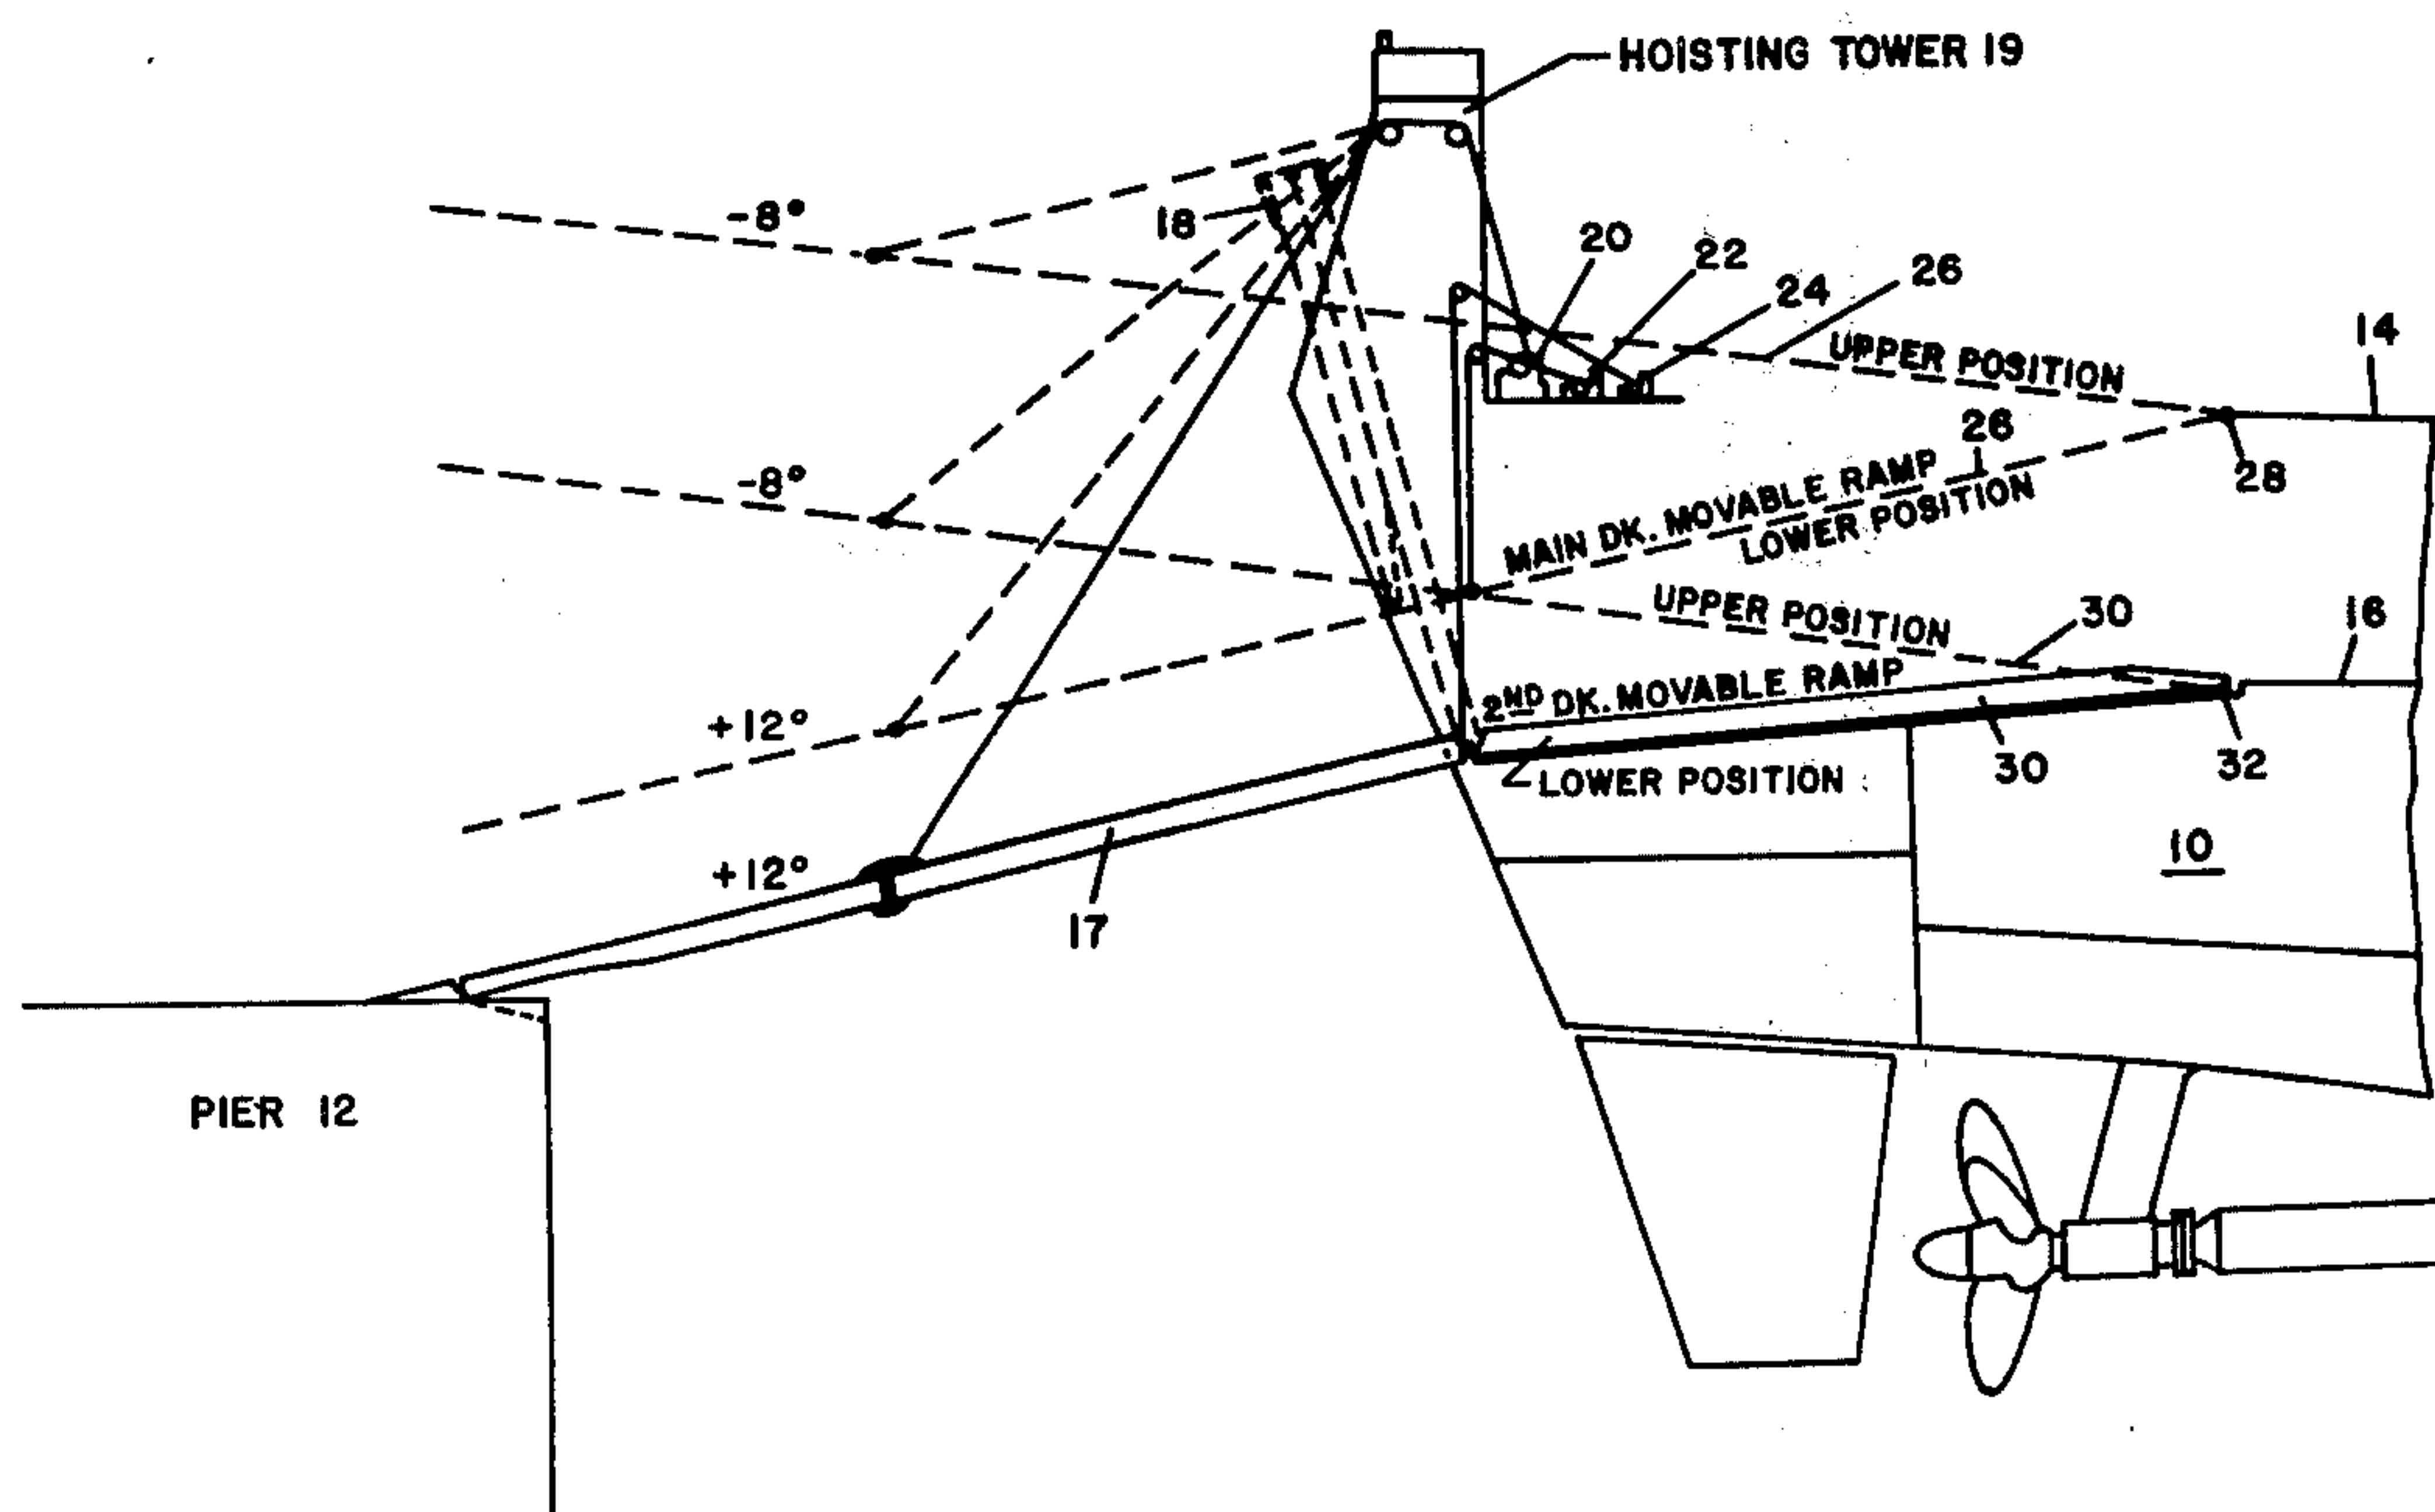 HOISTING TOWER 19
-8°
18
20
22
24
26
UPPER POSITION
14
26
28
-8°
MAIN DK. MOVABLE RAMP
LOWER POSITION
UPPER POSITION
30
16
2ND DK. MOVABLE RAMP
+12°
LOWER POSITION
30
32
+12°
10
17
PIER 12